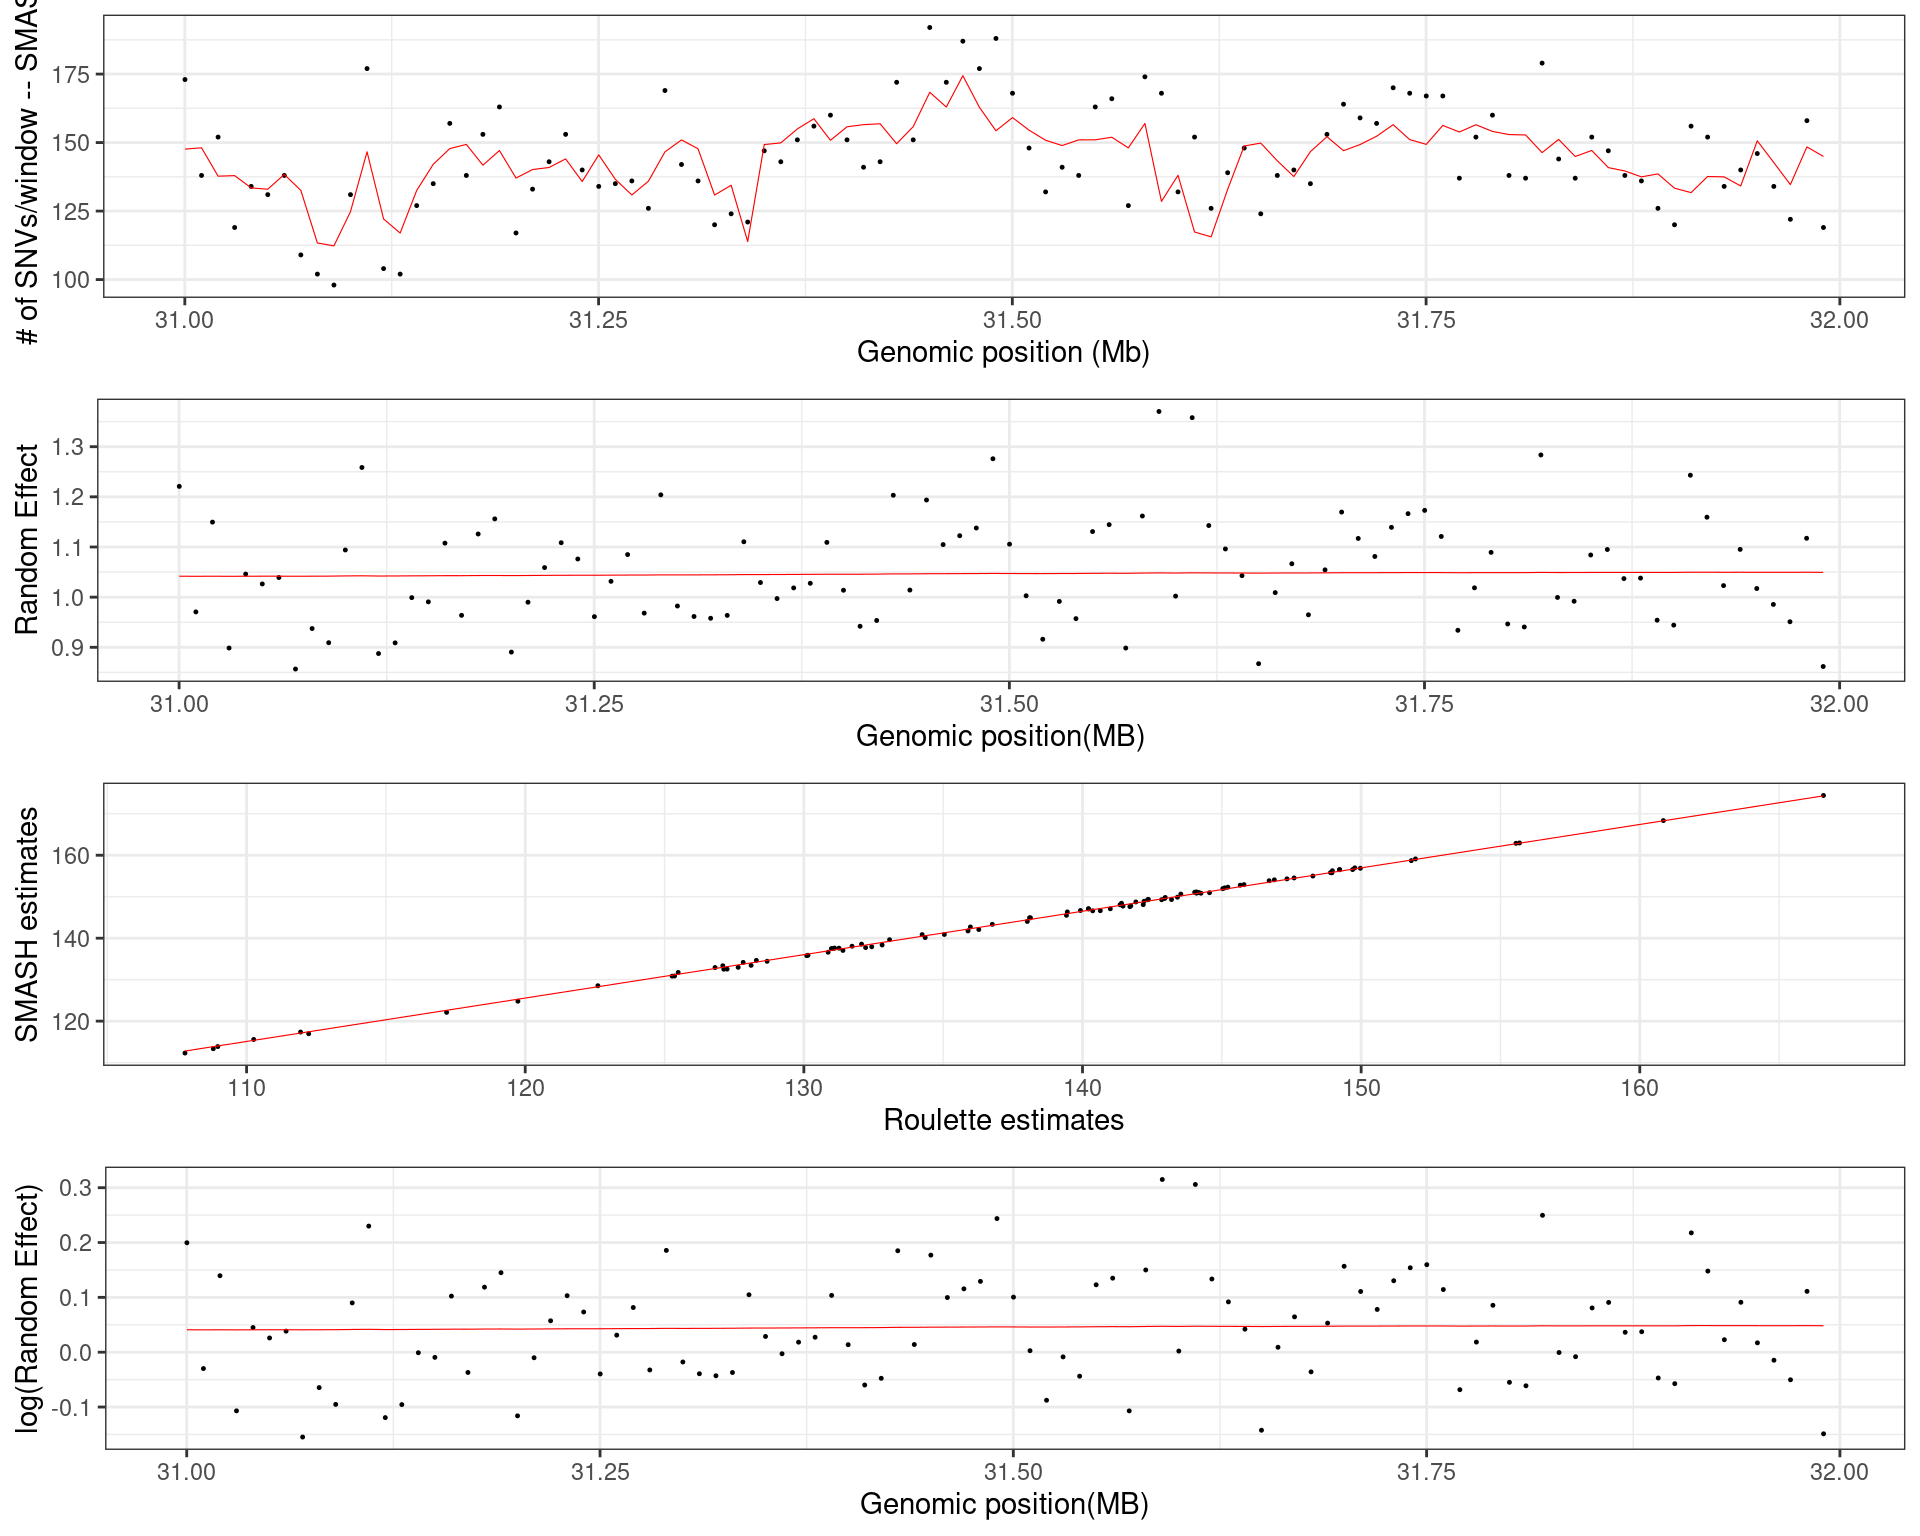 # of SNVs/window -- SMAS
175
150
125
100
31.00 31.25 31.50 31.75 32.00
Genomic position (Mb)
Random Effect
1.3
1.2
1.1
1.0
0.9
31.00 31.25 31.50 31.75 32.00
Genomic position(MB)
SMASH estimates
160
140
120
110 120 130 140 150 160
Roulette estimates
log(Random Effect)
0.3
0.2
0.1
0.0
-0.1
31.00 31.25 31.50 31.75 32.00
Genomic position(MB)